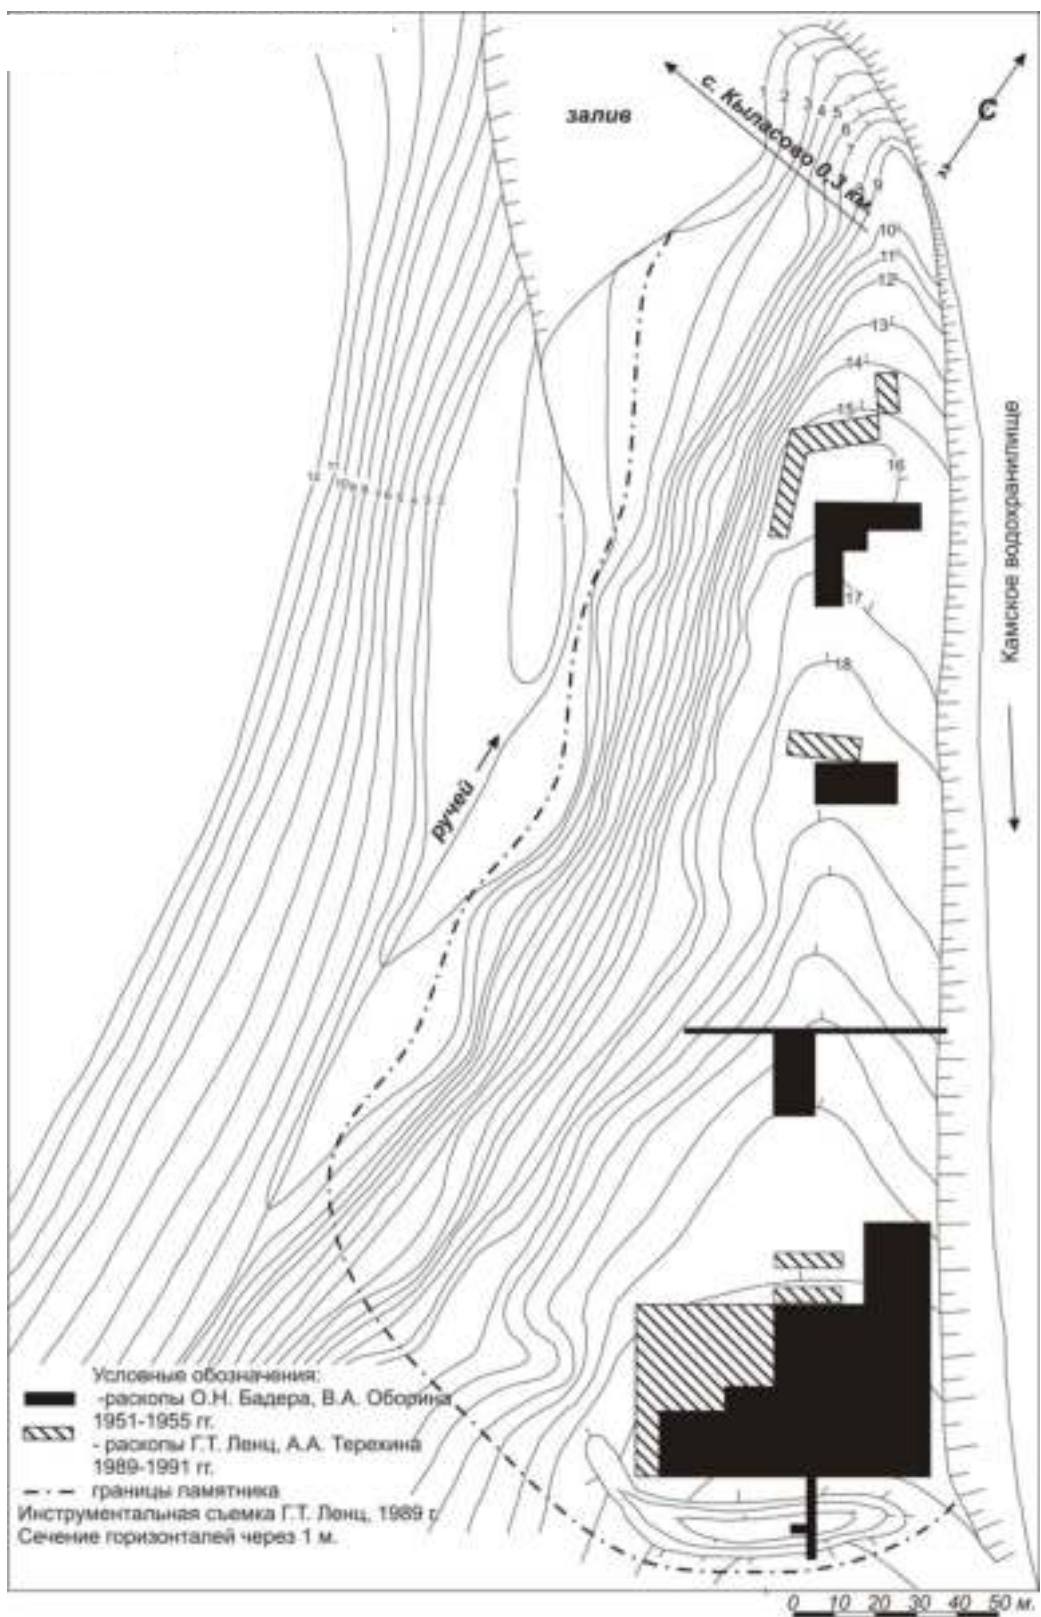 залив
С
с. Кыласово 0,3 км
1
2
3
4
5
6
7
9
10
11
12
13
14
15
16
17
18
Камское водохранилище
ручей
Условные обозначения:
-раскопы О.Н. Бадера, В.А. Оборина
1951-1955 гг.
- раскопы Г.Т. Ленц, А.А. Терехина
1989-1991 гг.
границы памятника
Инструментальная съемка Г.Т. Ленц, 1989 г.
Сечение горизонталей через 1 м.
0 10 20 30 40 50 м.